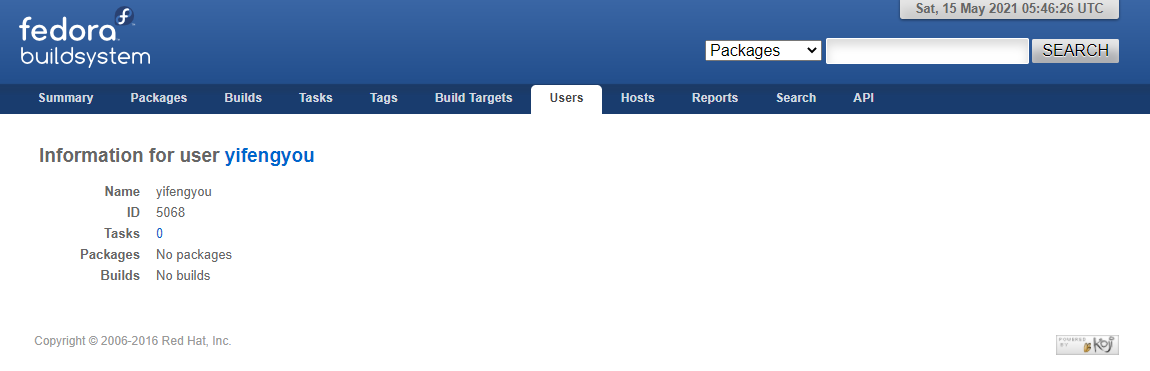 Sat, 15 May 2021 05:46:26 UTC
fedora
buildsystem
Packages SEARCH
Summary Packages Builds Tasks Tags Build Targets Users Hosts Reports Search API
Information for user yifengyou
Name yifengyou
ID 5068
Tasks 0
Packages No packages
Builds No builds
Copyright © 2006-2016 Red Hat, Inc.
POWERED
BY koji